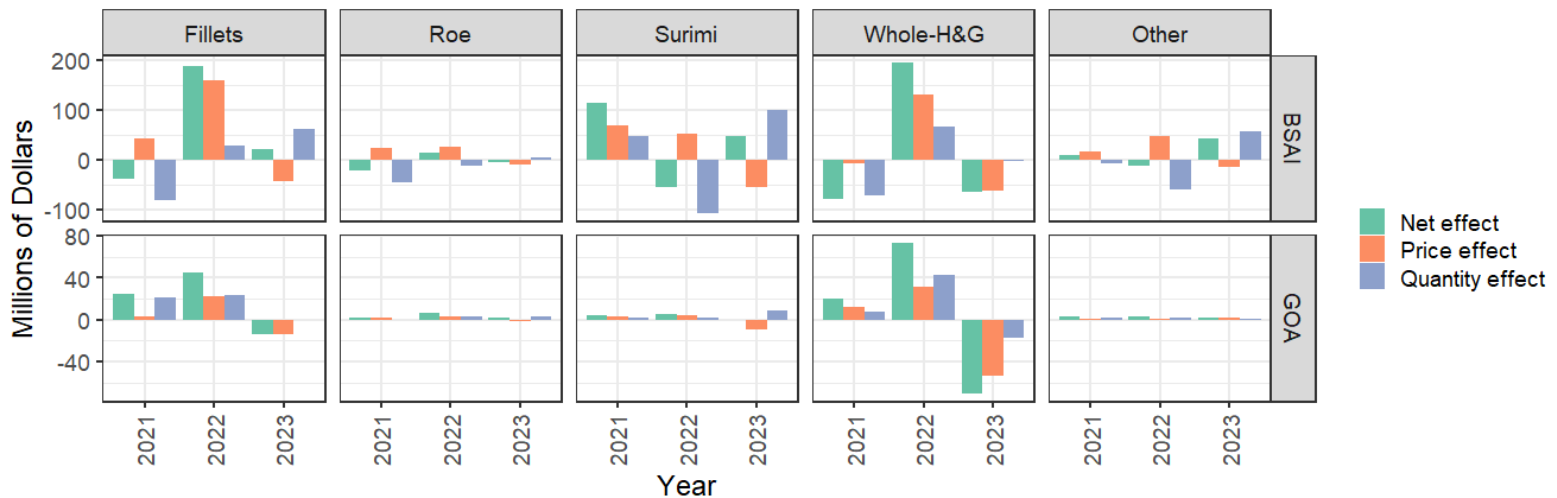 Fillets Roe Surimi Whole-H&G Other
Millions of Dollars
200
100
0
-100
BSAI
80
40
0
-40
GOA
2021 2022 2023 2021 2022 2023 2021 2022 2023 2021 2022 2023 2021 2022 2023
Year
Net effect
Price effect
Quantity effect